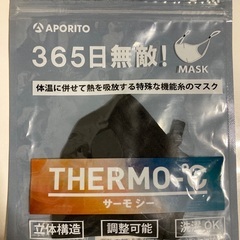 APORITO
365日無敵!
MASK
体温に併せて熱を吸放する特殊な機能糸のマスク
THERMO-℃
サーモ シー
立体構造
調整可能
洗濯OK